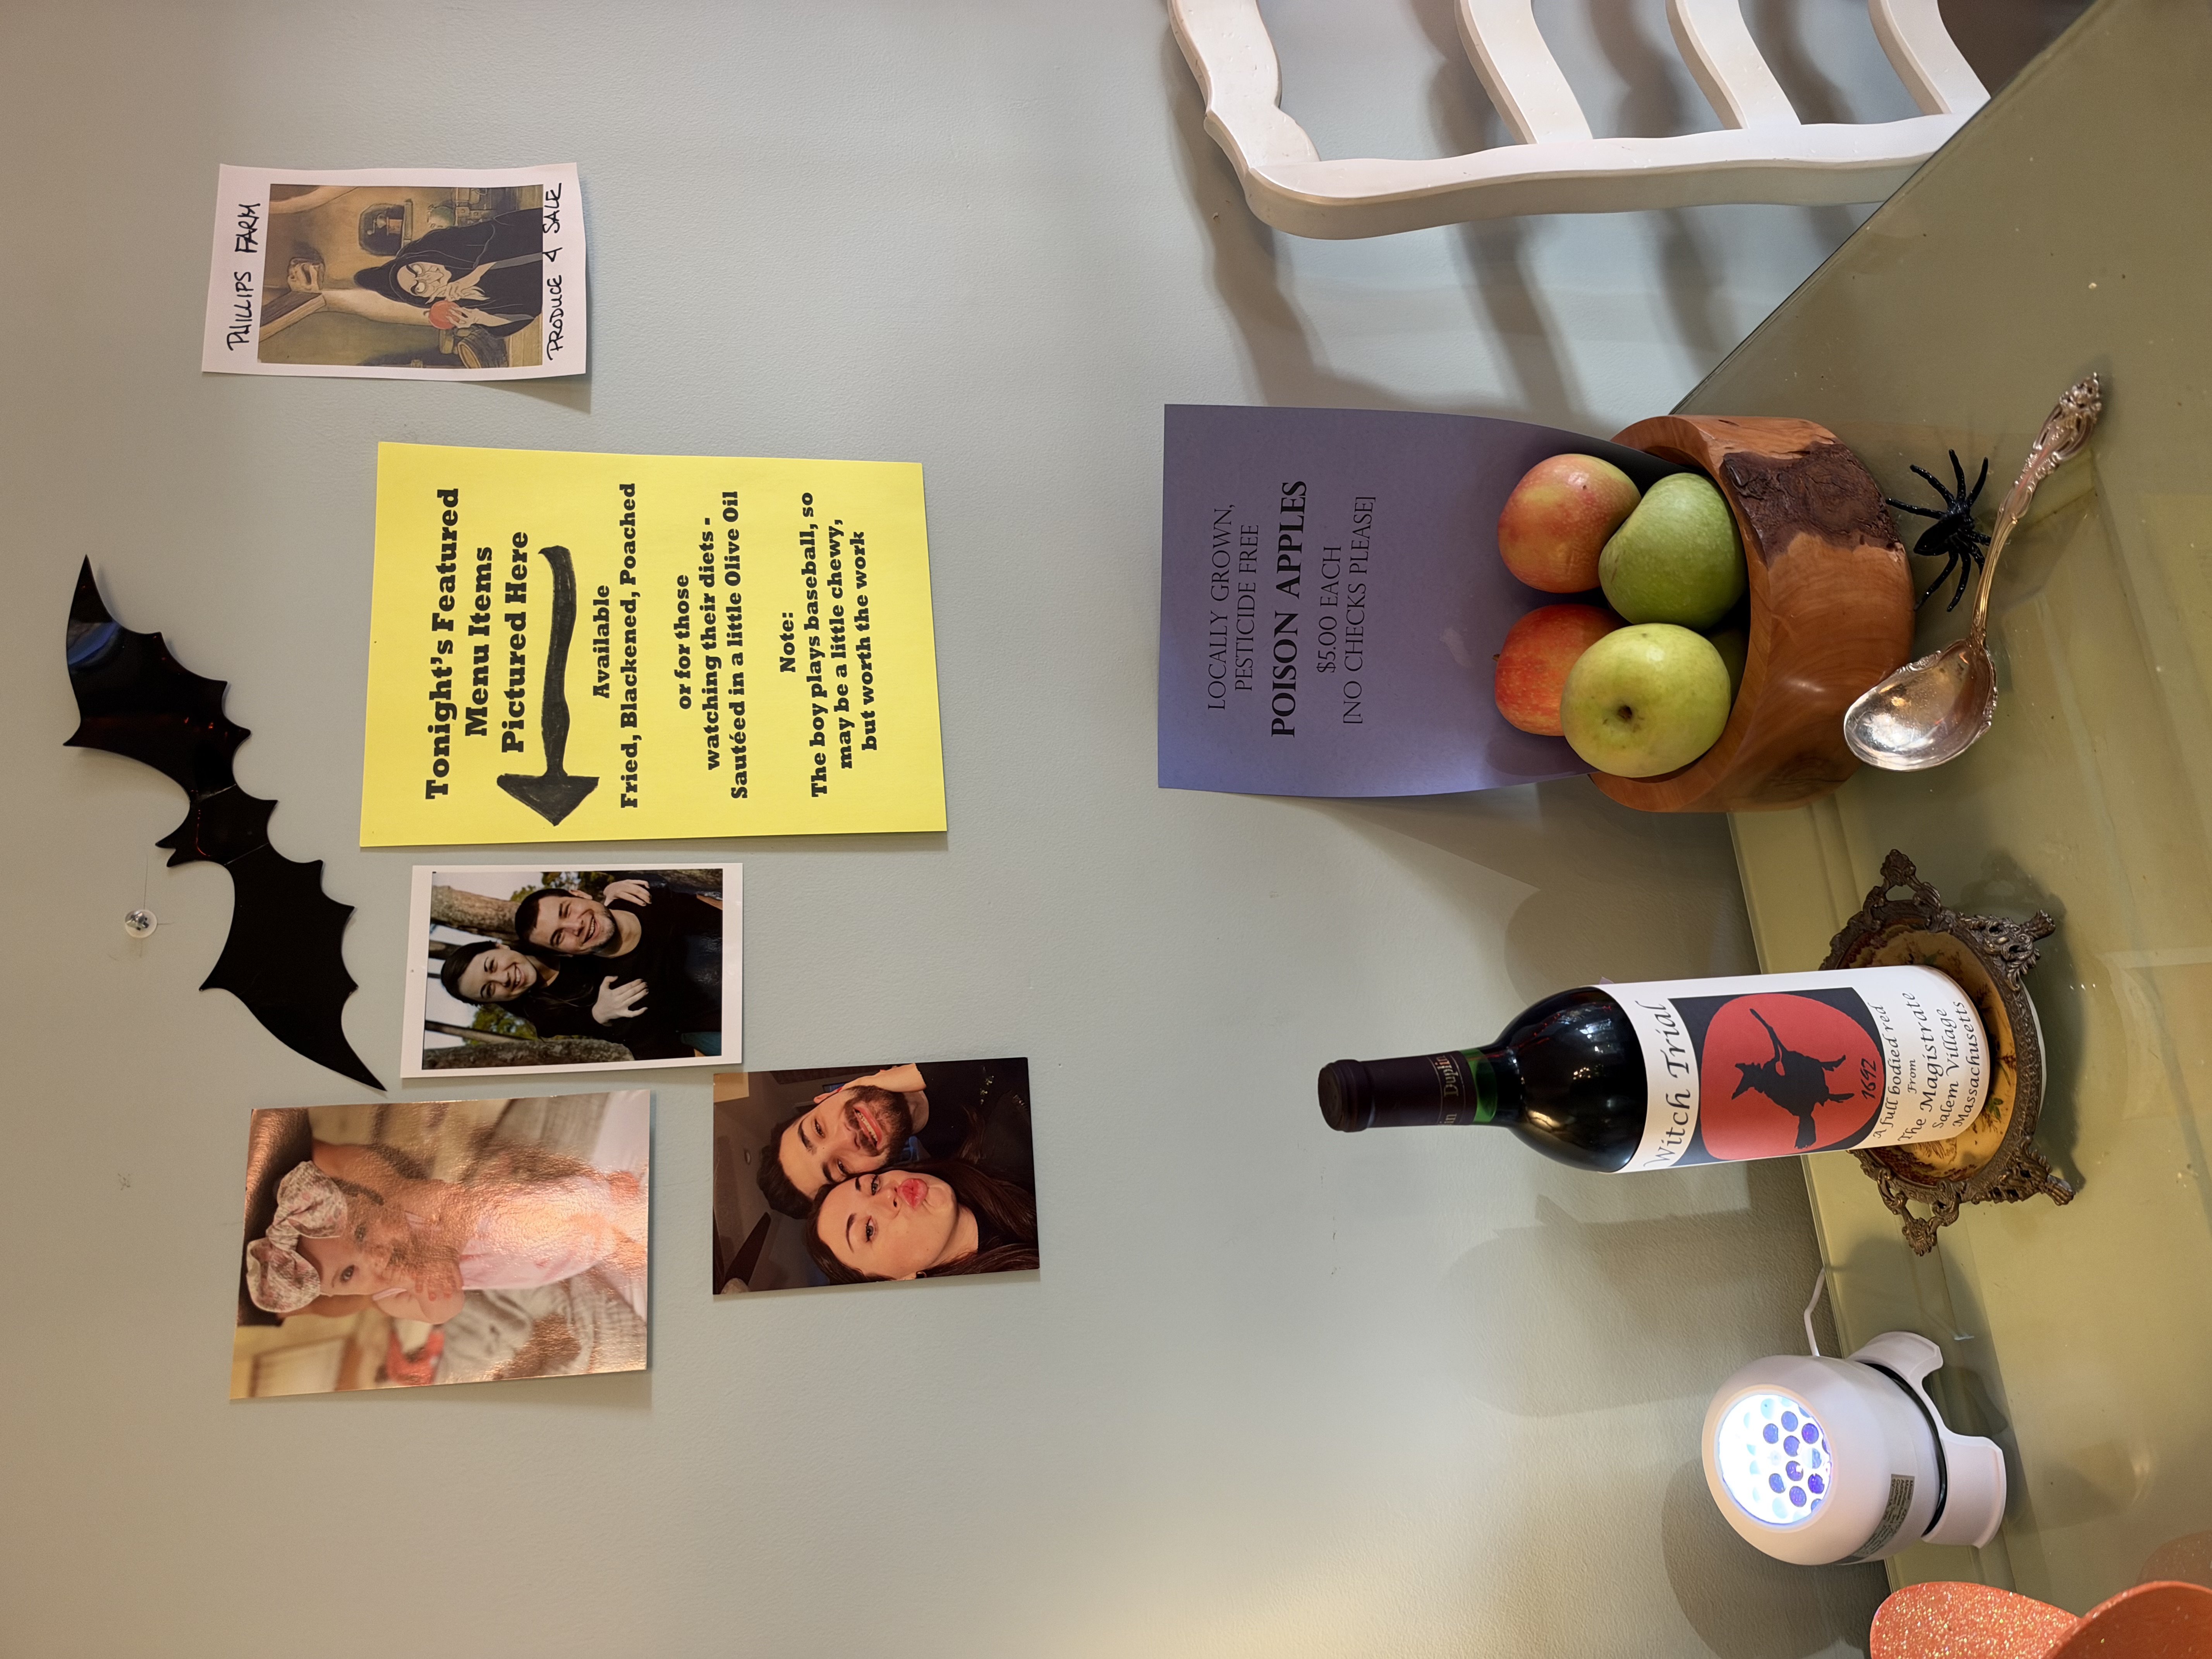 PHILLIPS FARM
PRODUCE 4 SALE
Tonight's Featured
Menu Items
Pictured Here
Available
Fried, Blackened, Poached
or for those
watching their diets -
Sautéed in a little Olive Oil
Note:
The boy plays baseball, so
may be a little chewy,
but worth the work
LOCALLY GROWN,
PESTICIDE FREE
POISON APPLES
$5.00 EACH
[NO CHECKS PLEASE]
Duplin
Witch Trial
1692
A full bodied red
From
The Magistrate
Salem Village
Massachusetts